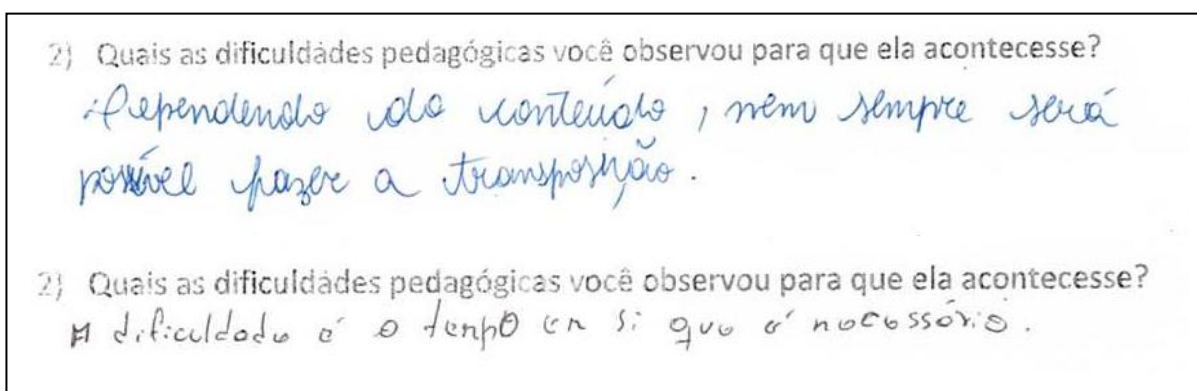 2) Quais as dificuldades pedagógicas você observou para que ela acontecesse?
Dependendo do conteúdo, nem sempre será
possível fazer a transposição.
2) Quais as dificuldades pedagógicas você observou para que ela acontecesse?
A dificuldade é o tempo em si que é necessário.